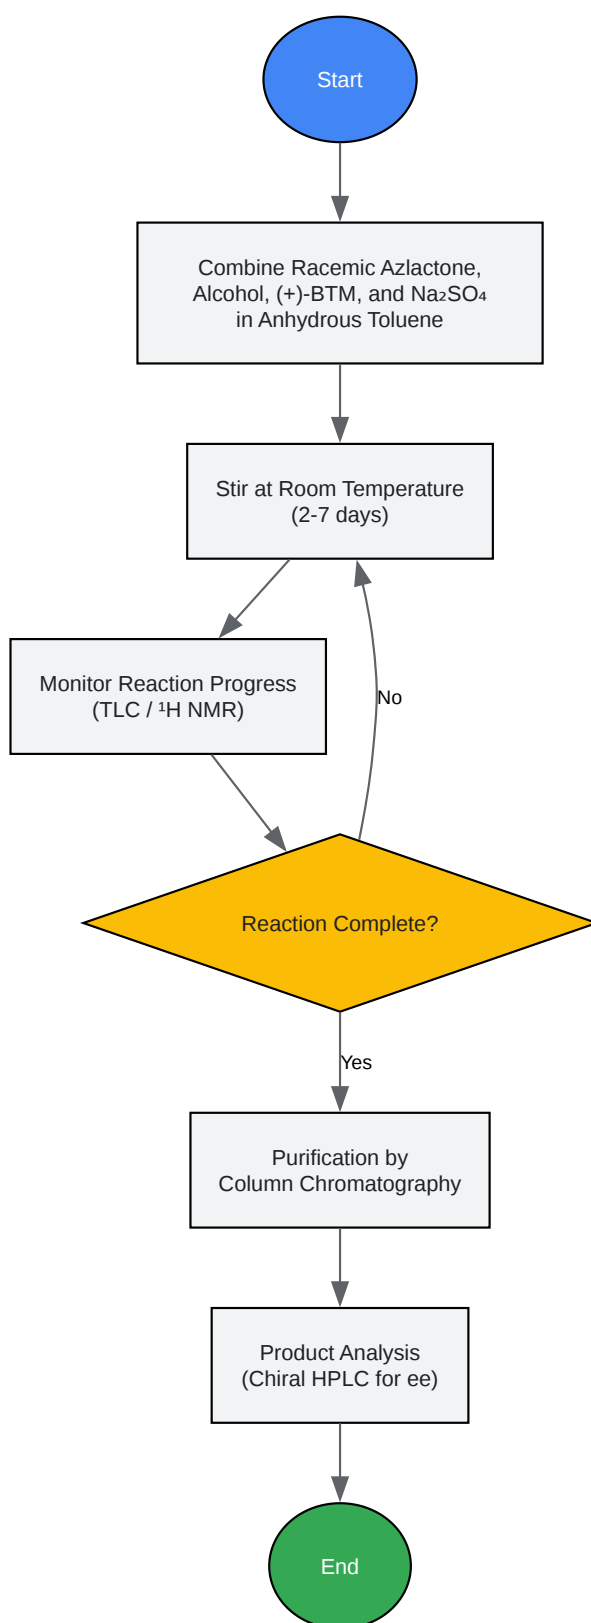 Start
Combine Racemic Azlactone,
Alcohol, (+)-BTM, and Na₂SO₄
in Anhydrous Toluene
Stir at Room Temperature
(2-7 days)
Monitor Reaction Progress
(TLC / ¹H NMR)
No
Reaction Complete?
Yes
Purification by
Column Chromatography
Product Analysis
(Chiral HPLC for ee)
End